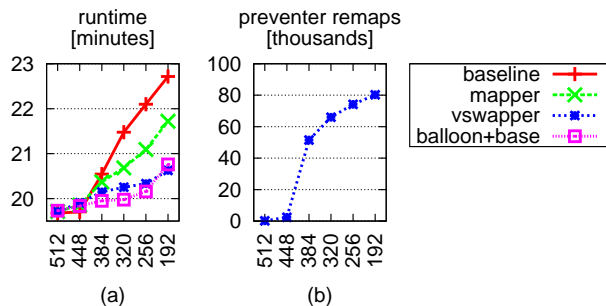 runtime
[minutes]
23
22
21
20
512
448
384
320
256
192
(a)
preventer remaps
[thousands]
100
80
60
40
20
0
512
448
384
320
256
192
(b)
baseline
mapper
vswapper
balloon+base